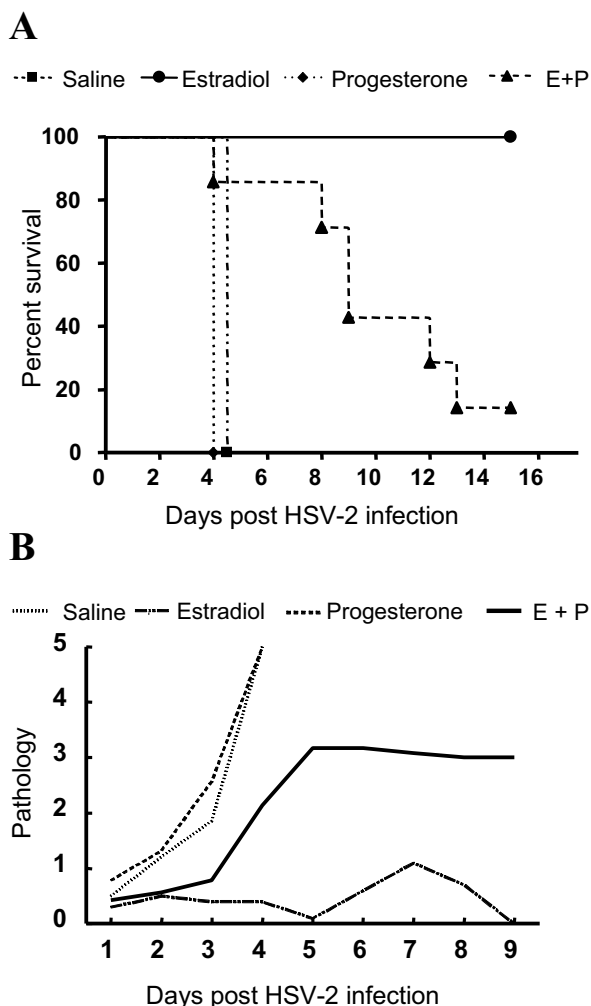 A
Saline Estradiol Progesterone E+P
100
80
60
40
20
0
Percent survival
0 2 4 6 8 10 12 14 16
Days post HSV-2 infection
B
Saline Estradiol Progesterone E + P
5
4
3
2
1
0
Pathology
1 2 3 4 5 6 7 8 9
Days post HSV-2 infection